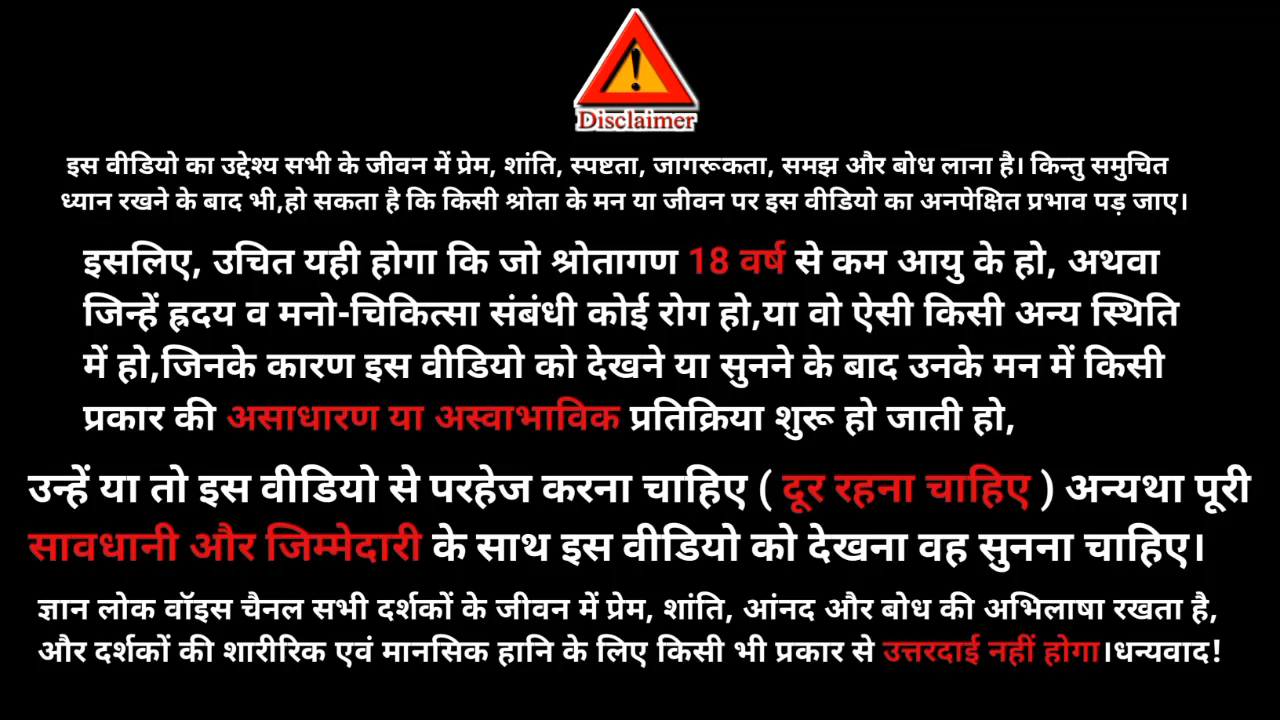 Disclaimer
इस वीडियो का उद्देश्य सभी के जीवन में प्रेम, शांति, स्पष्टता, जागरूकता, समझ और बोध लाना है। किन्तु समुचित
ध्यान रखने के बाद भी,हो सकता है कि किसी श्रोता के मन या जीवन पर इस वीडियो का अनपेक्षित प्रभाव पड़ जाए।
इसलिए, उचित यही होगा कि जो श्रोतागण 18 वर्ष से कम आयु के हो, अथवा
जिन्हें ह्रदय व मनो-चिकित्सा संबंधी कोई रोग हो,या वो ऐसी किसी अन्य स्थिति
में हो,जिनके कारण इस वीडियो को देखने या सुनने के बाद उनके मन में किसी
प्रकार की असाधारण या अस्वाभाविक प्रतिक्रिया शुरू हो जाती हो,
उन्हें या तो इस वीडियो से परहेज करना चाहिए ( दूर रहना चाहिए ) अन्यथा पूरी
सावधानी और जिम्मेदारी के साथ इस वीडियो को देखना वह सुनना चाहिए।
ज्ञान लोक वॉइस चैनल सभी दर्शकों के जीवन में प्रेम, शांति, आंनद और बोध की अभिलाषा रखता है,
और दर्शकों की शारीरिक एवं मानसिक हानि के लिए किसी भी प्रकार से उत्तरदाई नहीं होगा।धन्यवाद!